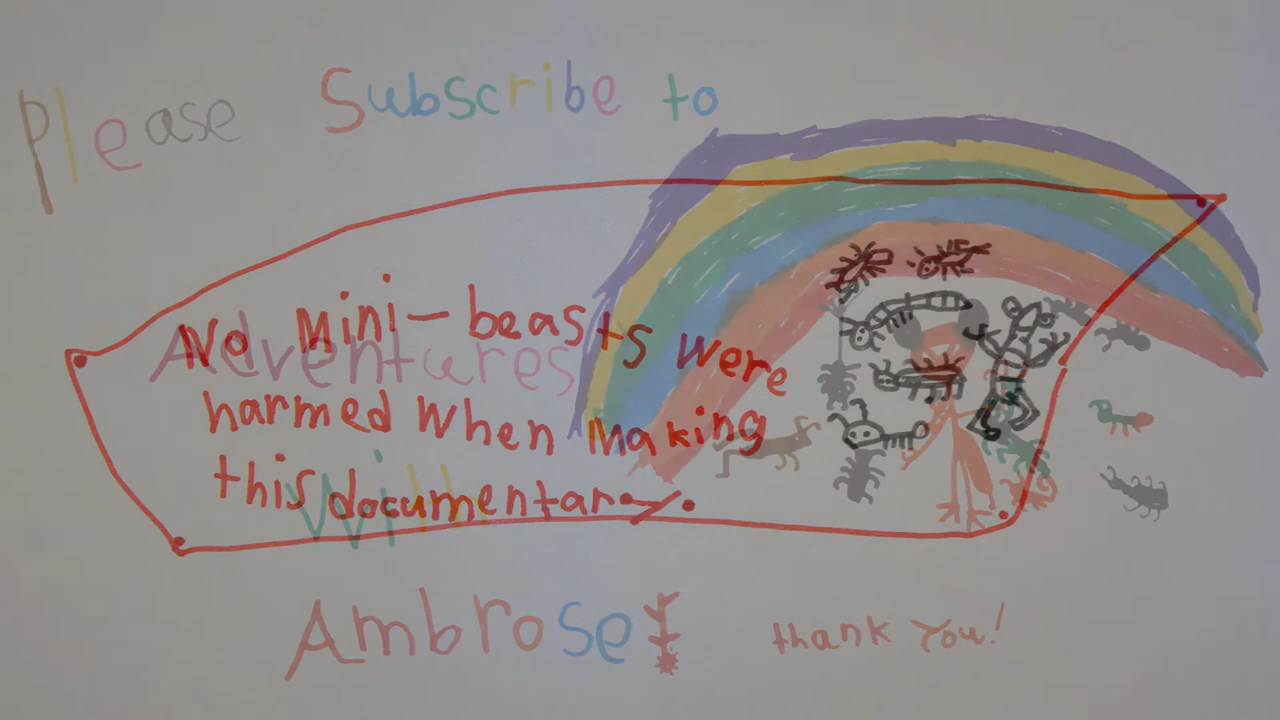 Please Subscribe to
Adventures
With
Ambrose!
thank You!
No Mini-beasts were
harmed when Making
this documentary.